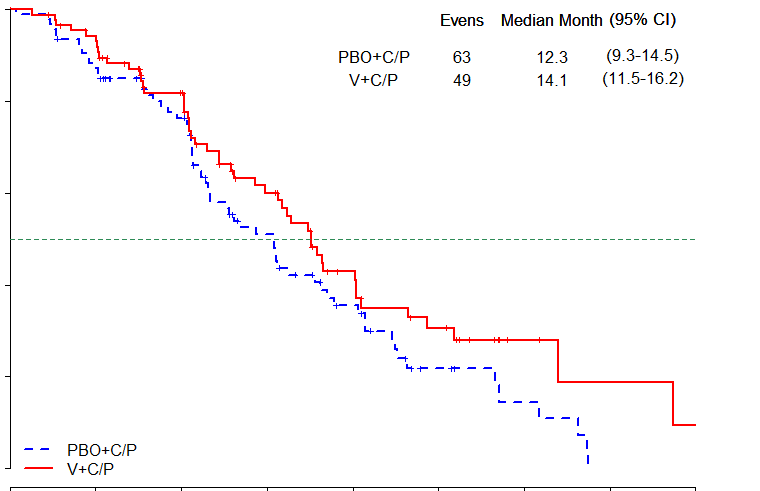 Evens Median Month (95% CI)
PBO+C/P 63 12.3 (9.3-14.5)
V+C/P 49 14.1 (11.5-16.2)
PBO+C/P
V+C/P